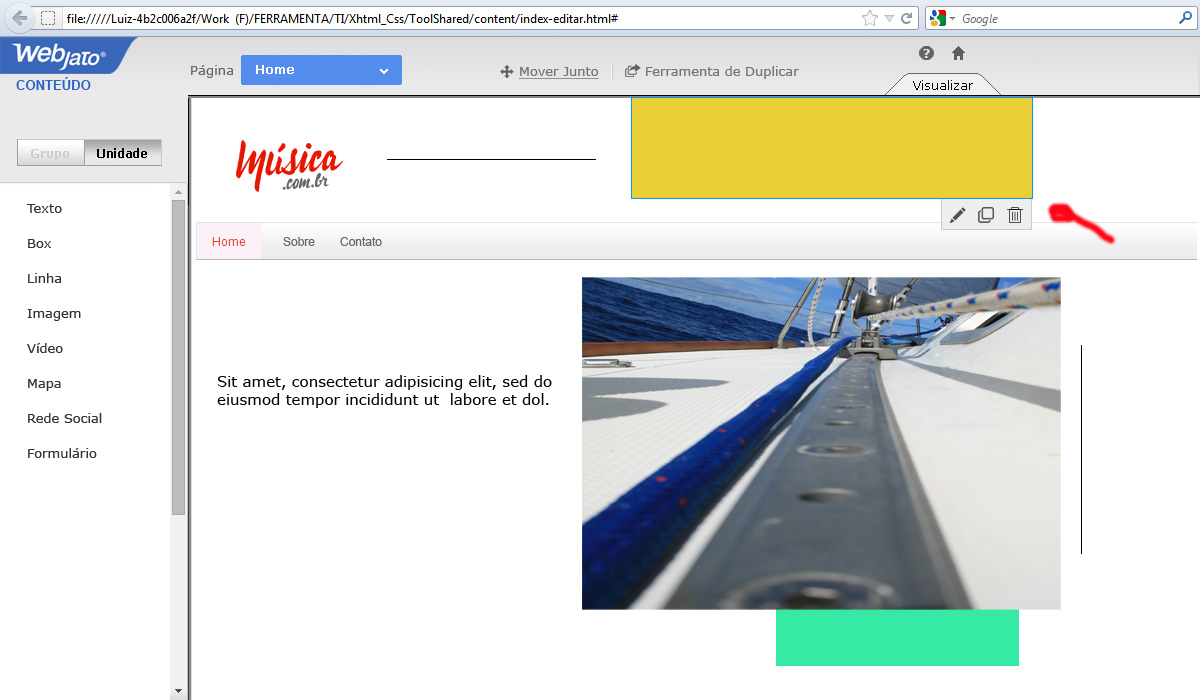 file://///Luiz-4b2c006a2f/Work (F)/FERRAMENTA/TI/Xhtml_Css/ToolShared/content/index-editar.html#
Google
WebJato®
CONTEÚDO
Página
Home
Mover Junto
Ferramenta de Duplicar
Visualizar
Grupo
Unidade
Texto
Box
Linha
Imagem
Vídeo
Mapa
Rede Social
Formulário
música
.com.br
Home
Sobre
Contato
Sit amet, consectetur adipisicing elit, sed do
eiusmod tempor incididunt ut labore et dol.